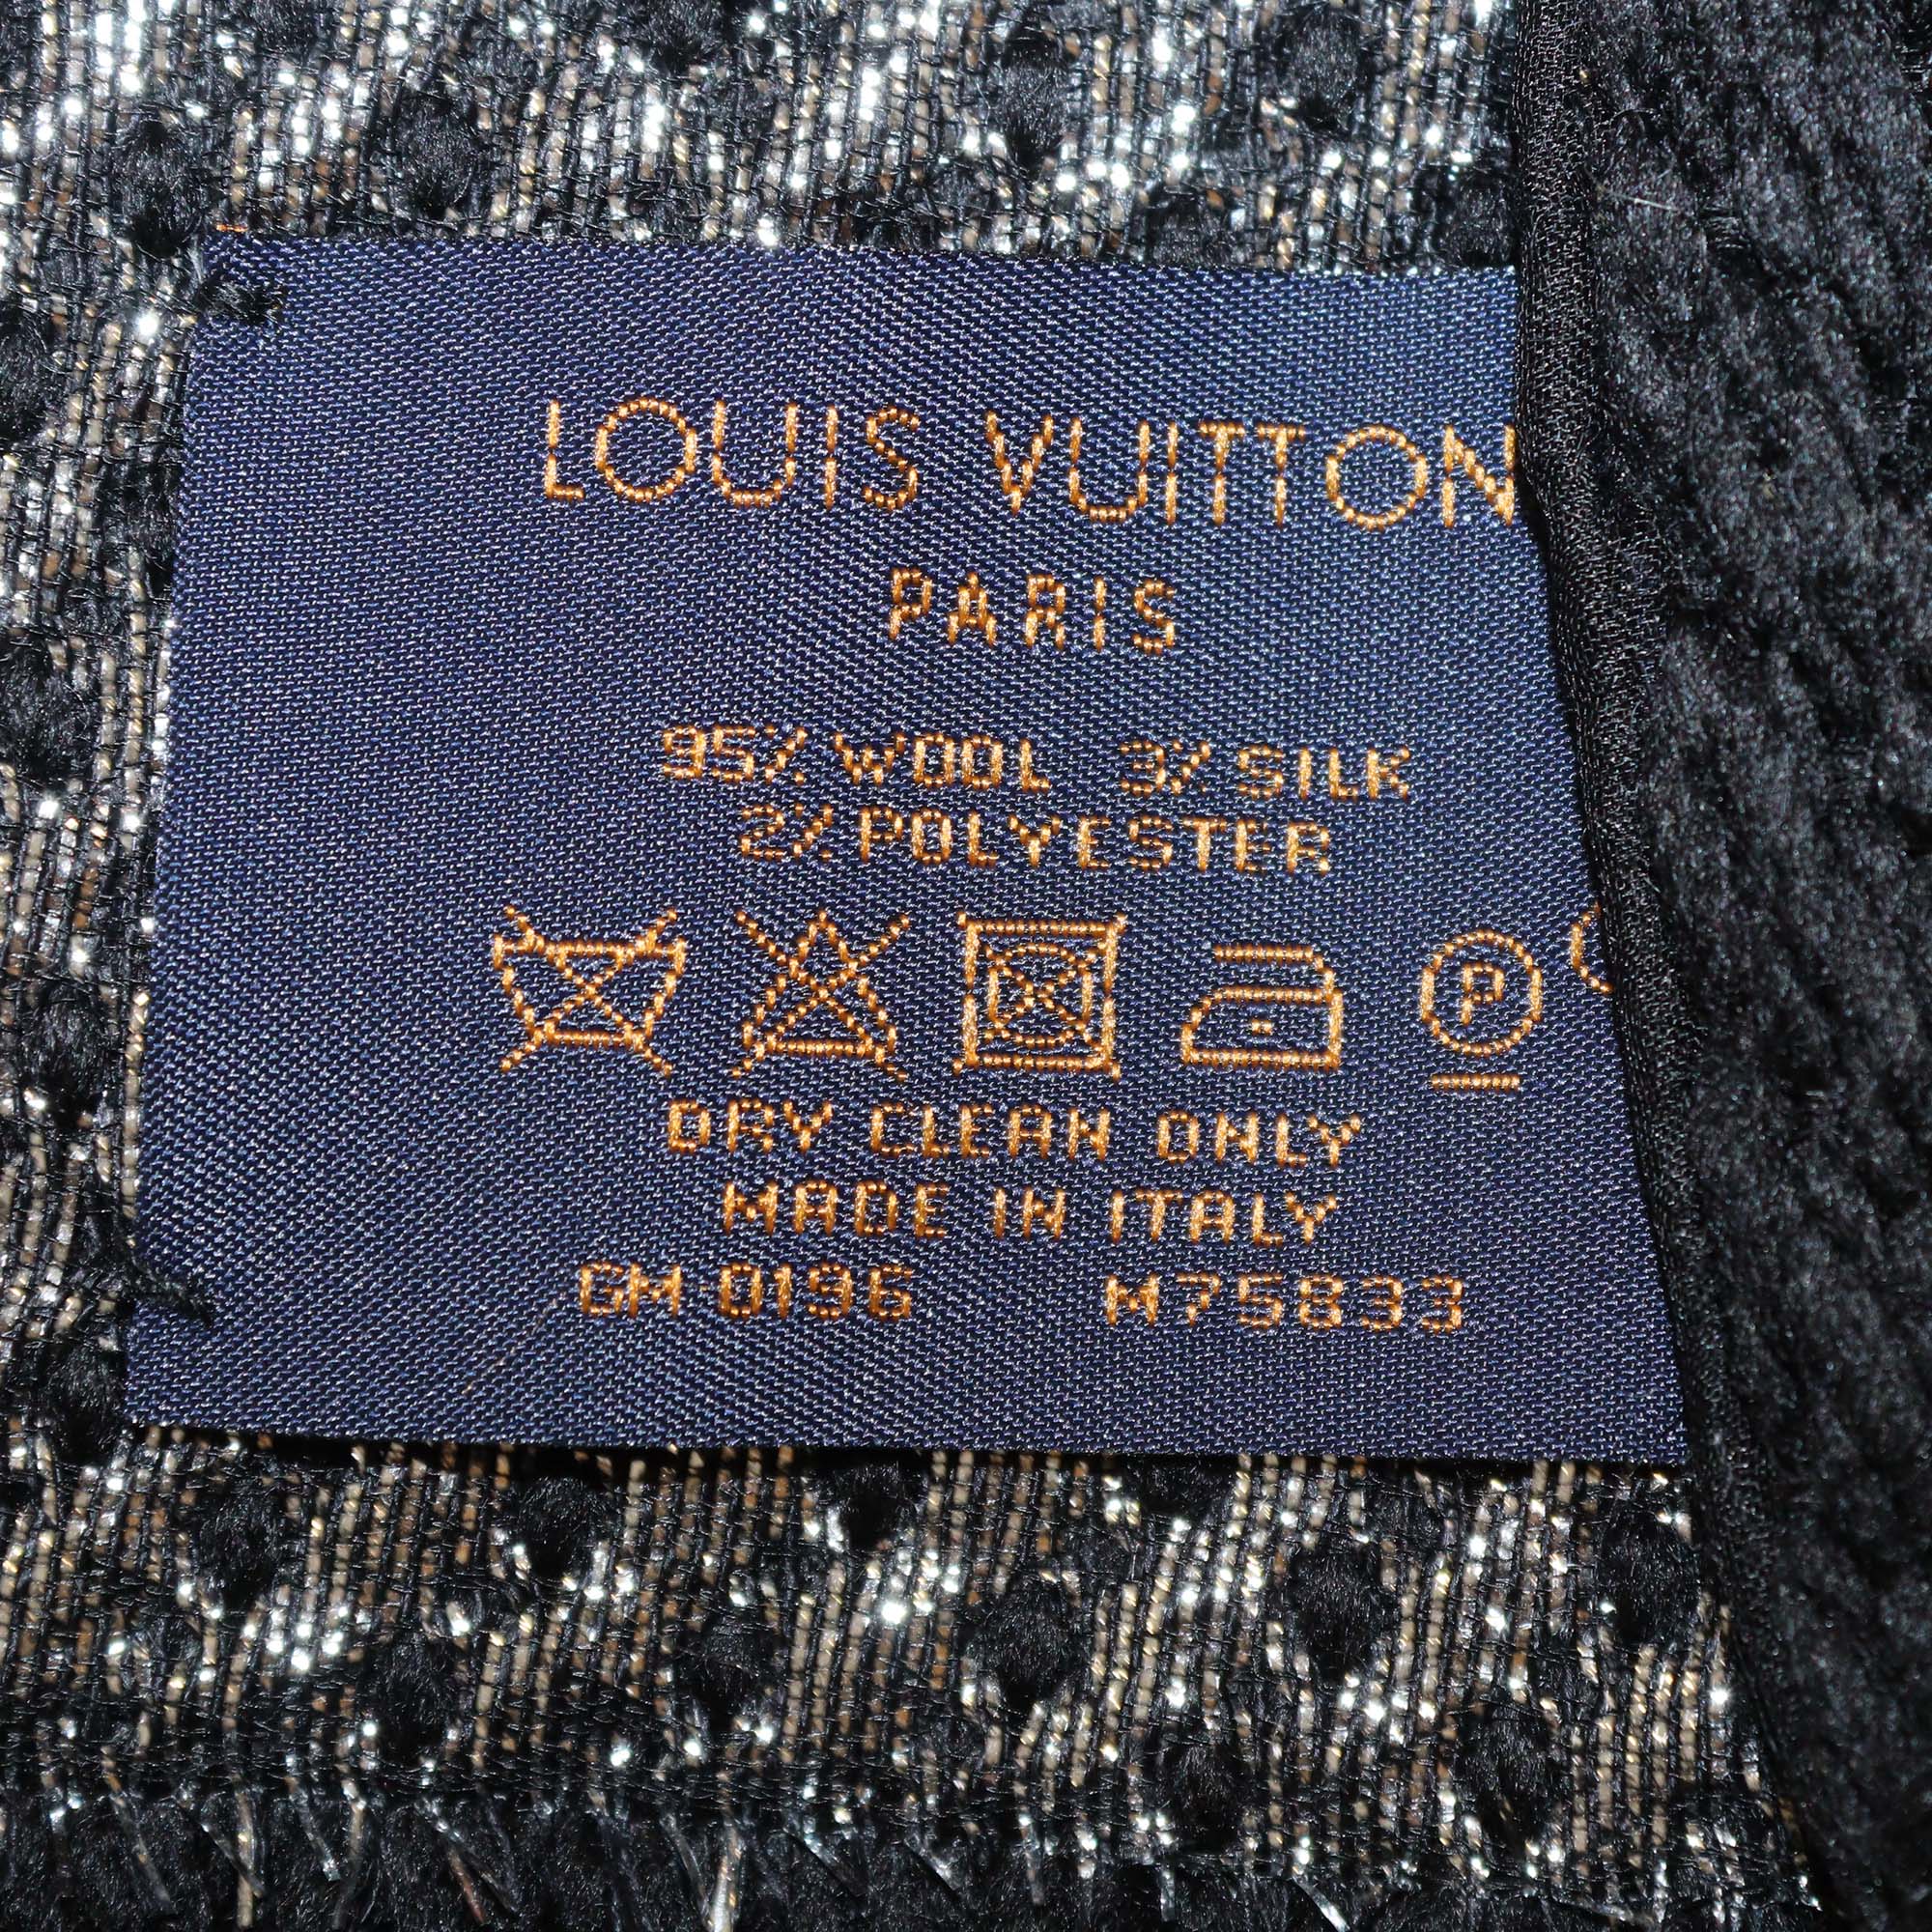 LOUIS VUITTON
PARIS
95% WOOL 3% SILK
2% POLYESTER
P
DRY CLEAN ONLY
MADE IN ITALY
GM 0196 M75833